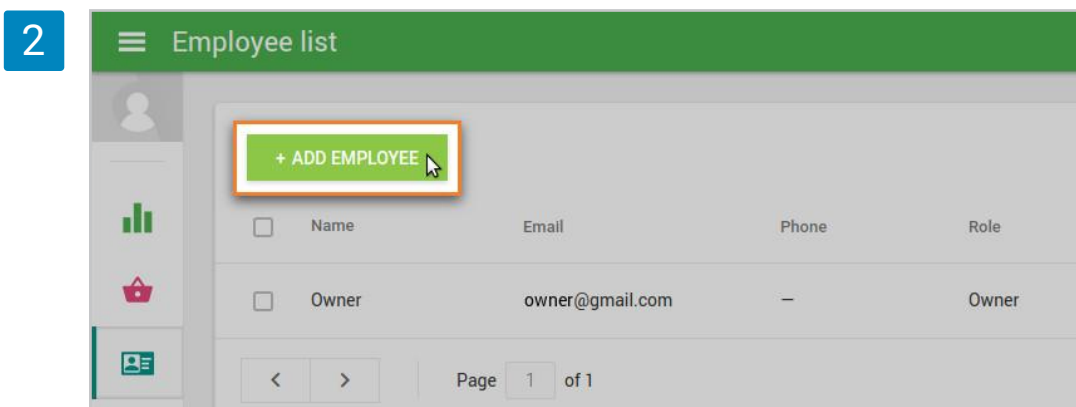 2
Employee list
+ ADD EMPLOYEE
Name Email Phone Role
Owner owner@gmail.com — Owner
< > Page 1 of 1